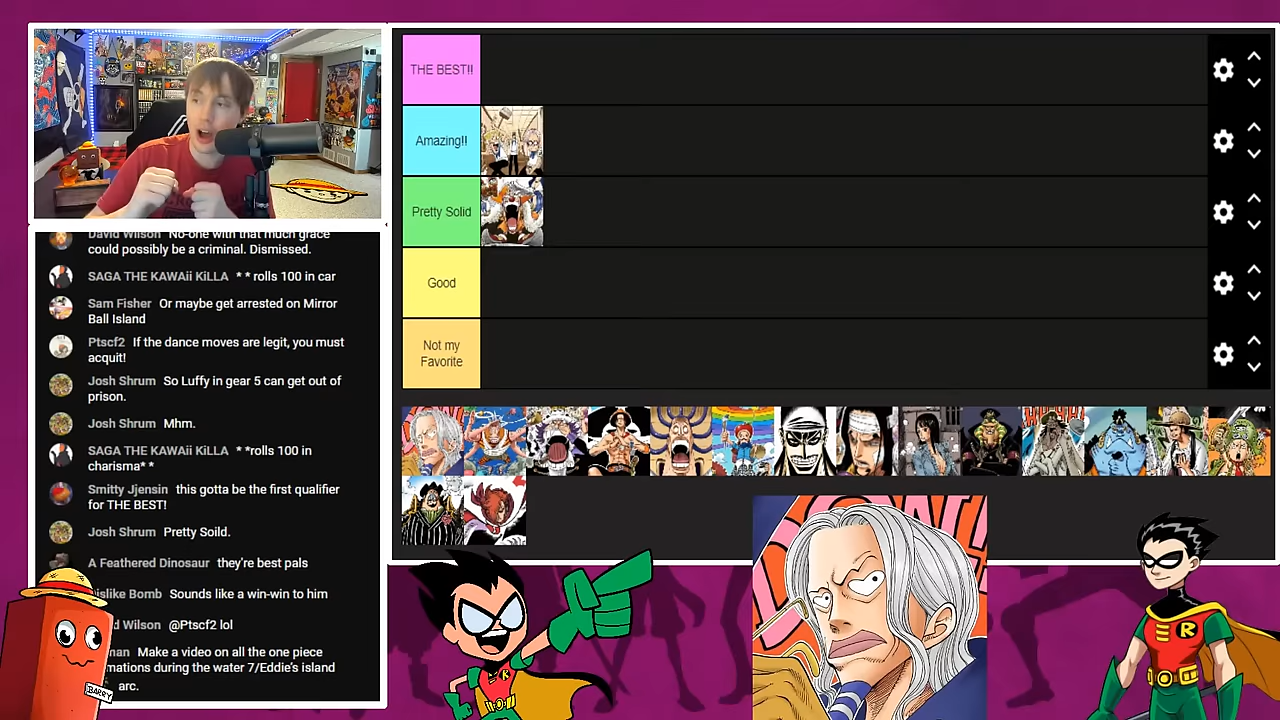 THE BEST!!
Amazing!!
Pretty Solid
Good
Not my
Favorite
David Wilson No-one with that much grace
could possibly be a criminal. Dismissed.
SAGA THE KAWAii KiLLA * *rolls 100 in car
Sam Fisher Or maybe get arrested on Mirror
Ball Island
Ptscf2 If the dance moves are legit, you must
acquit!
Josh Shrum So Luffy in gear 5 can get out of
prison.
Josh Shrum Mhm.
SAGA THE KAWAii KiLLA * *rolls 100 in
charisma* *
Smitty Jjensin this gotta be the first qualifier
for THE BEST!
Josh Shrum Pretty Soild.
A Feathered Dinosaur they're best pals
Bomb Sounds like a win-win to him
Wilson @Ptscf2 lol
Make a video on all the one piece
during the water 7/Eddie's island
arc.
BARRY
R
R